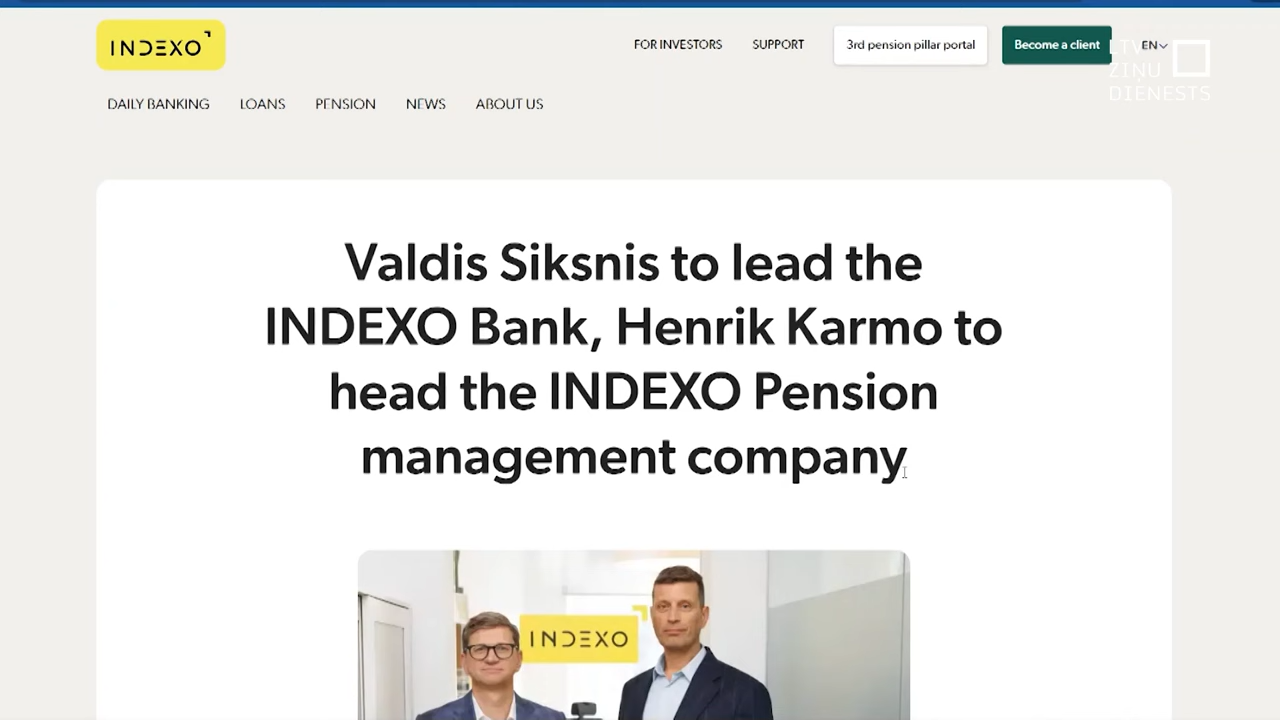 INDEXO
FOR INVESTORS
SUPPORT
3rd pension pillar portal
Become a client
EN
LTV
ZIŅU
DIENESTS
DAILY BANKING
LOANS
PENSION
NEWS
ABOUT US
Valdis Siksnis to lead the
INDEXO Bank, Henrik Karmo to
head the INDEXO Pension
management company
INDEXO